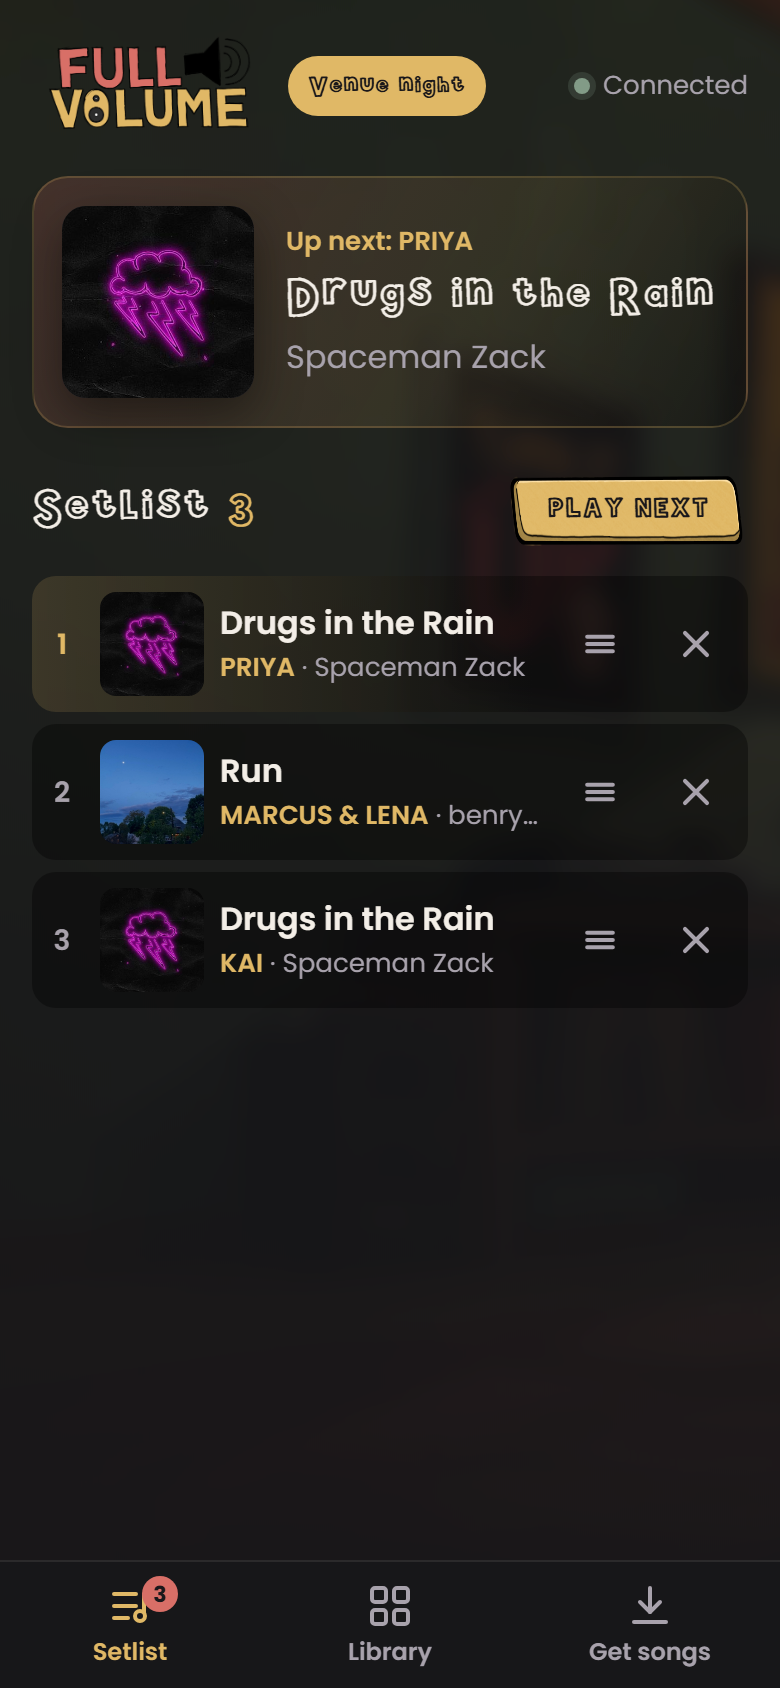 FULL
VOLUME
Venue night
Connected
Up next: PRIYA
Drugs in the Rain
Spaceman Zack
Setlist 3
PLAY NEXT
1
Drugs in the Rain
PRIYA · Spaceman Zack
2
Run
MARCUS & LENA · benry...
3
Drugs in the Rain
KAI · Spaceman Zack
3
Setlist
Library
Get songs